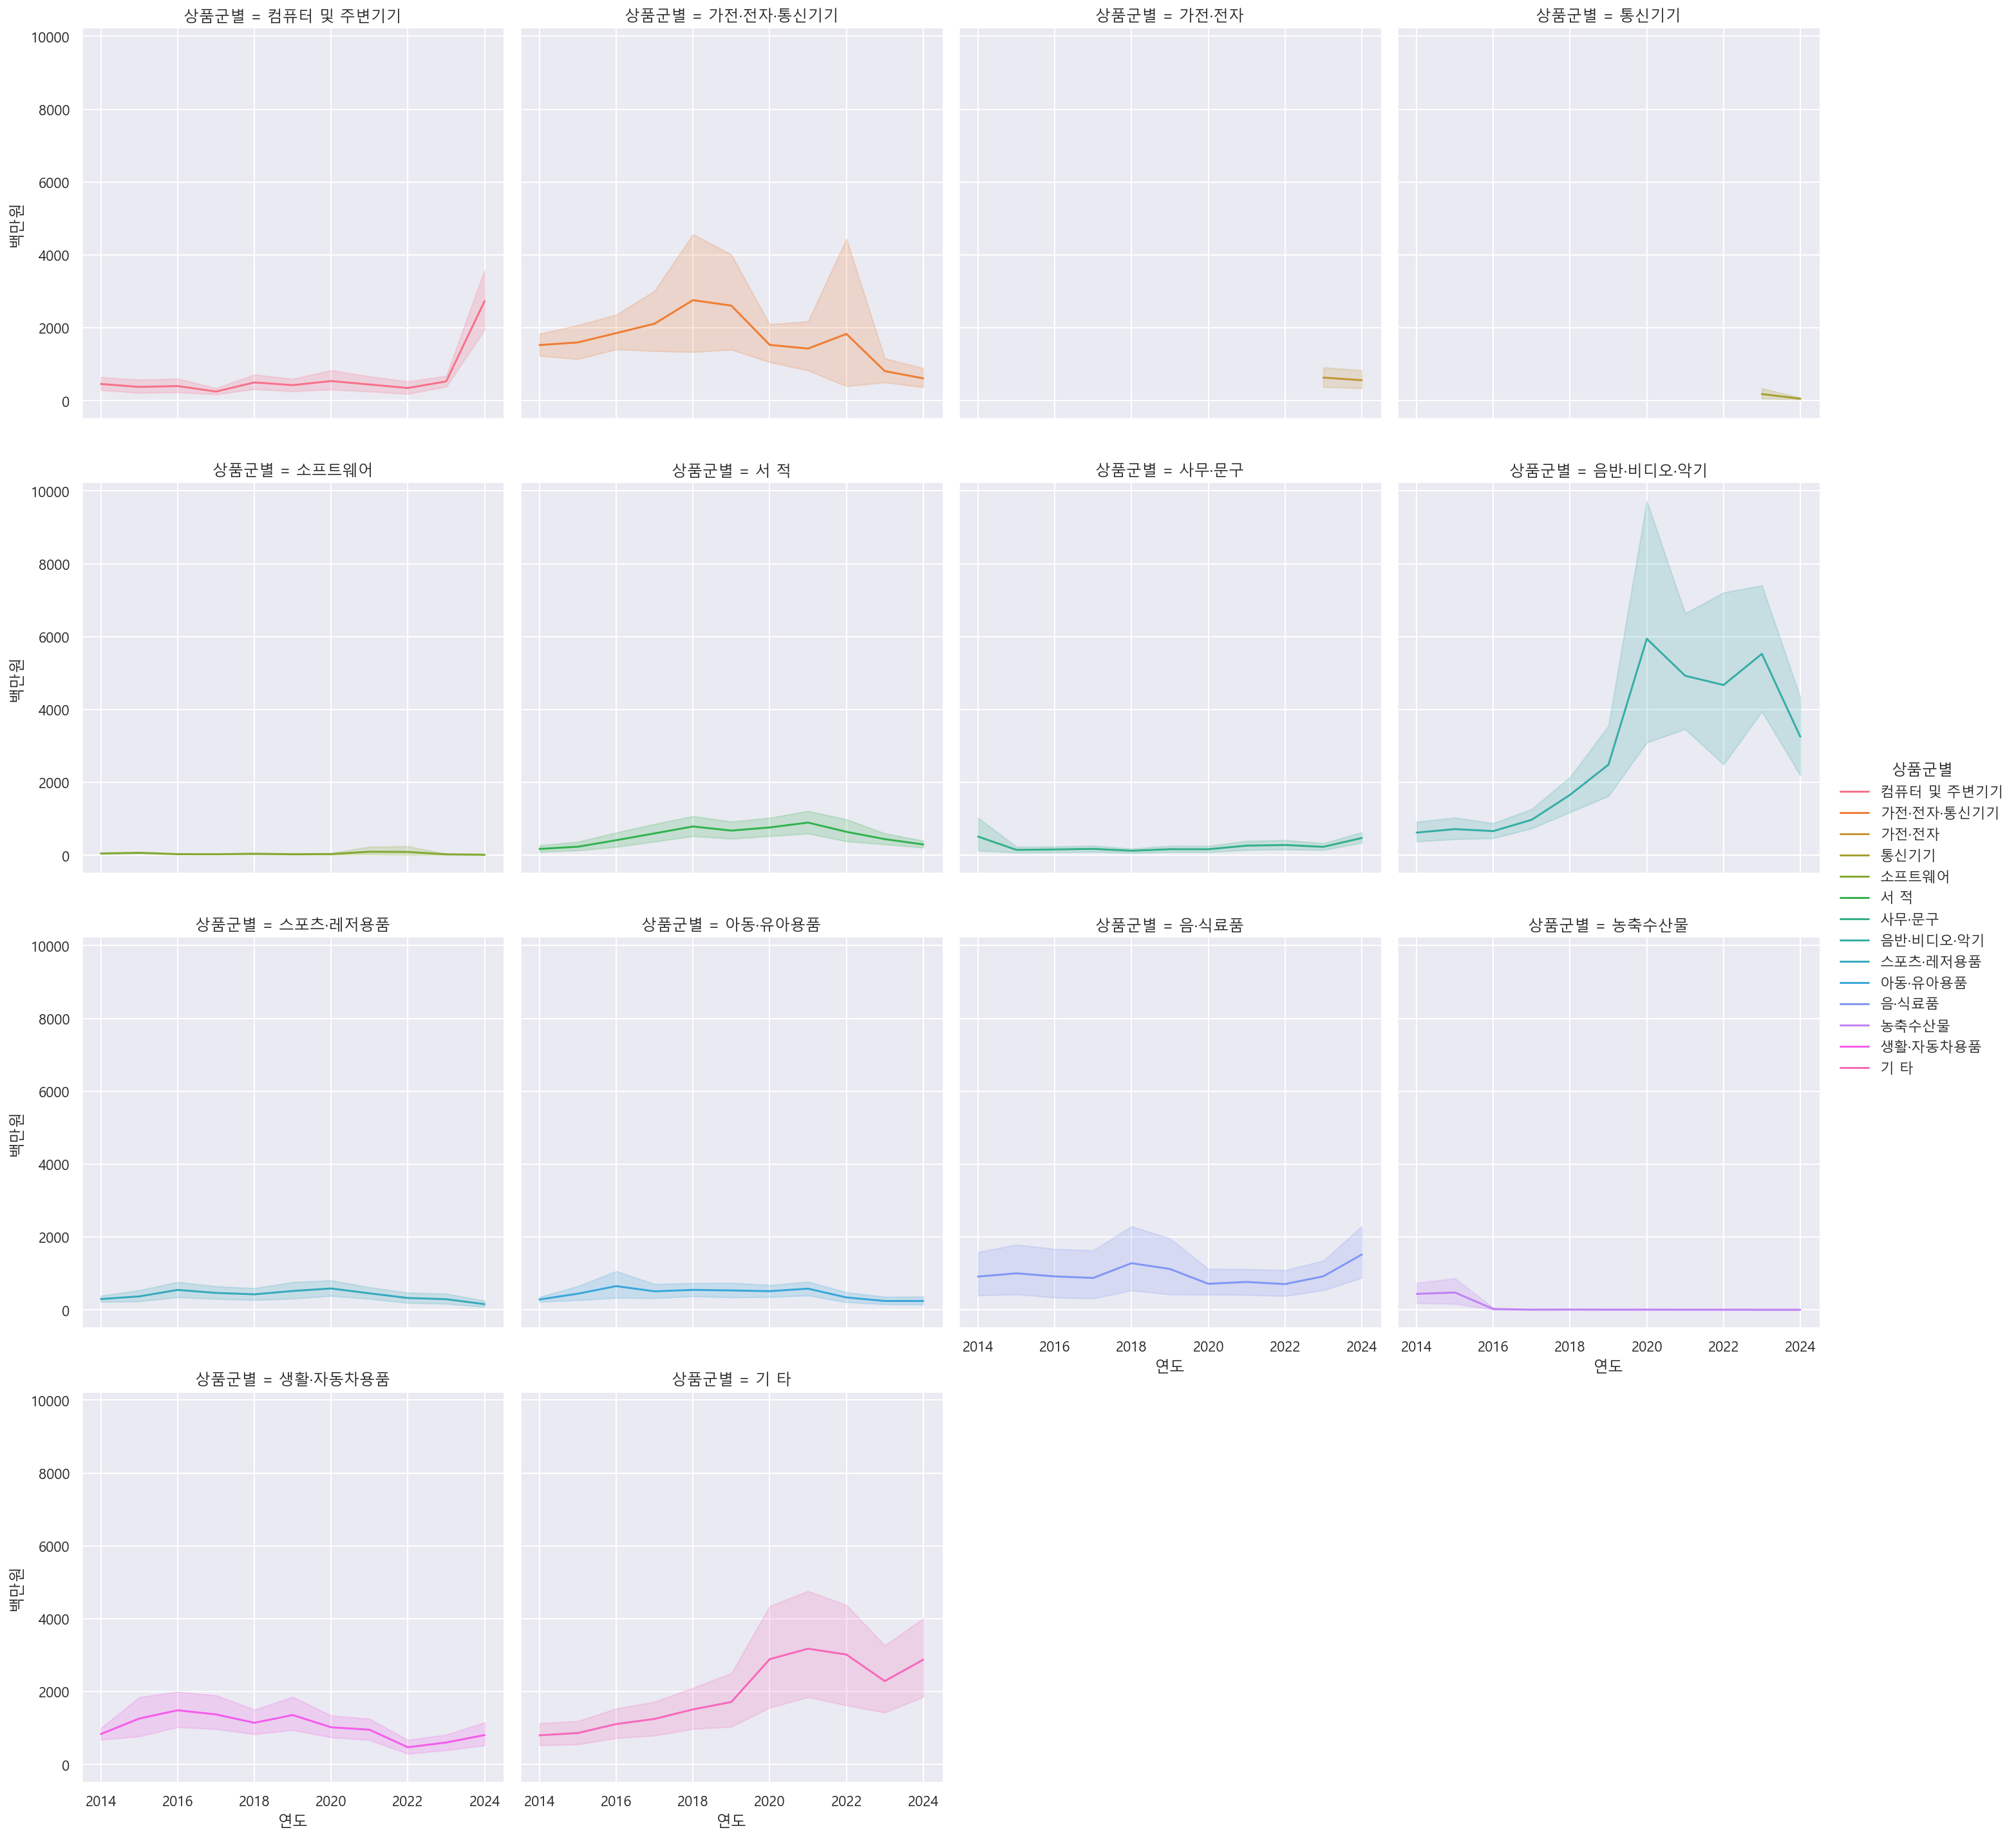 상품군별 = 컴퓨터 및 주변기기
상품군별 = 가전·전자·통신기기
상품군별 = 가전·전자
상품군별 = 통신기기
10000
8000
6000
4000
2000
0
백만원
상품군별 = 소프트웨어
상품군별 = 서 적
상품군별 = 사무·문구
상품군별 = 음반·비디오·악기
10000
8000
6000
4000
2000
0
백만원
상품군별 = 스포츠·레저용품
상품군별 = 아동·유아용품
상품군별 = 음·식료품
상품군별 = 농축수산물
10000
8000
6000
4000
2000
0
백만원
2014 2016 2018 2020 2022 2024
연도
2014 2016 2018 2020 2022 2024
연도
상품군별 = 생활·자동차용품
상품군별 = 기 타
10000
8000
6000
4000
2000
0
백만원
2014 2016 2018 2020 2022 2024
연도
2014 2016 2018 2020 2022 2024
연도
상품군별
컴퓨터 및 주변기기
가전·전자·통신기기
가전·전자
통신기기
소프트웨어
서 적
사무·문구
음반·비디오·악기
스포츠·레저용품
아동·유아용품
음·식료품
농축수산물
생활·자동차용품
기 타